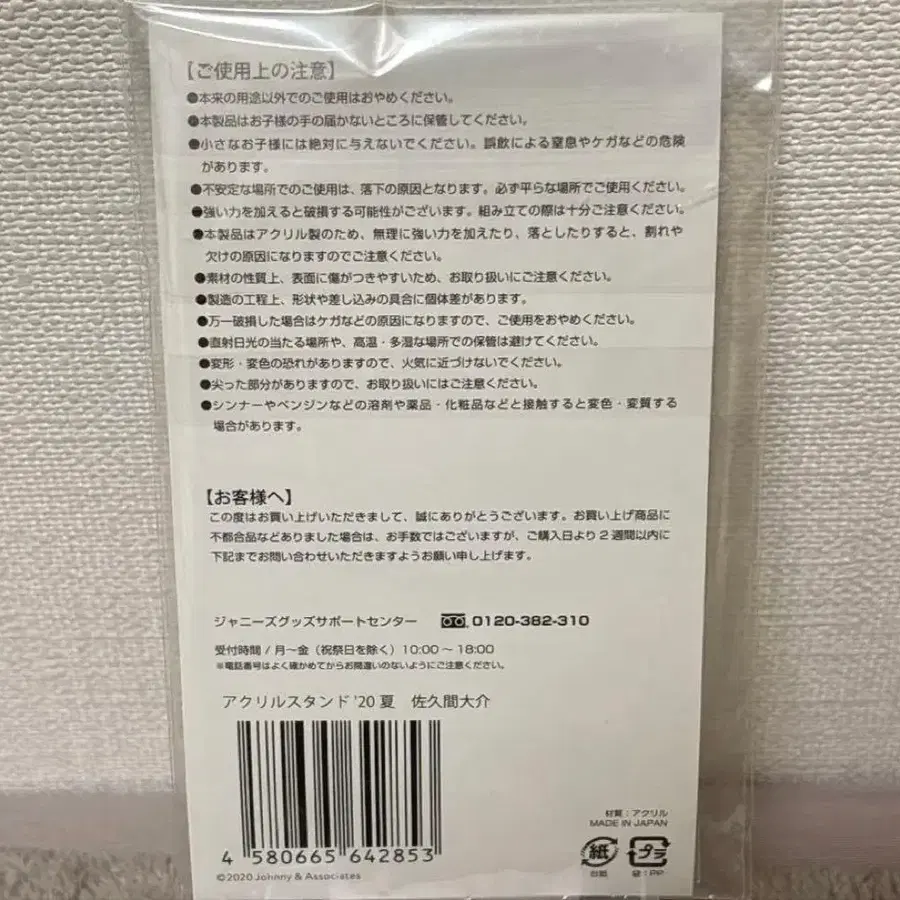 【ご使用上の注意】
●本来の用途以外でのご使用はおやめください。
●本製品はお子様の手の届かないところに保管してください。
●小さなお子様には絶対に与えないでください。誤飲による窒息やケガなどの危険
があります。
●不安定な場所でのご使用は、落下の原因となります。必ず平らな場所でご使用ください。
●強い力を加えると破損する可能性がございます。組み立ての際は十分ご注意ください。
●本製品はアクリル製のため、無理に強い力を加えたり、落としたりすると、割れや
欠けの原因になりますのでご注意ください。
●素材の性質上、表面に傷がつきやすいため、お取り扱いにご注意ください。
●製造の工程上、形状や差し込みの具合に個体差があります。
●万一破損した場合はケガなどの原因になりますので、ご使用をおやめください。
●直射日光の当たる場所や、高温・多湿な場所での保管は避けてください。
●変形・変色の恐れがありますので、火気に近づけないでください。
●尖った部分がありますので、お取り扱いにはご注意ください。
●シンナーやベンジンなどの溶剤や薬品・化粧品などと接触すると変色・変質する
場合があります。
【お客様へ】
この度はお買い上げいただきまして、誠にありがとうございます。お買い上げ商品に
不都合品などありました場合は、お手数ではございますが、ご購入日より2週間以内に
下記までお問い合わせいただきますようお願い申し上げます。
ジャニーズグッズサポートセンター 0120-382-310
受付時間/月〜金（祝祭日を除く）10:00〜18:00
※電話番号はよく確かめてからお間違いのないようにご注意ください。
アクリルスタンド'20夏 佐久間大介
材質：アクリル
MADE IN JAPAN
4 580665 642853
紙 プラ
台紙 袋：PP
©2020 Johnny & Associates